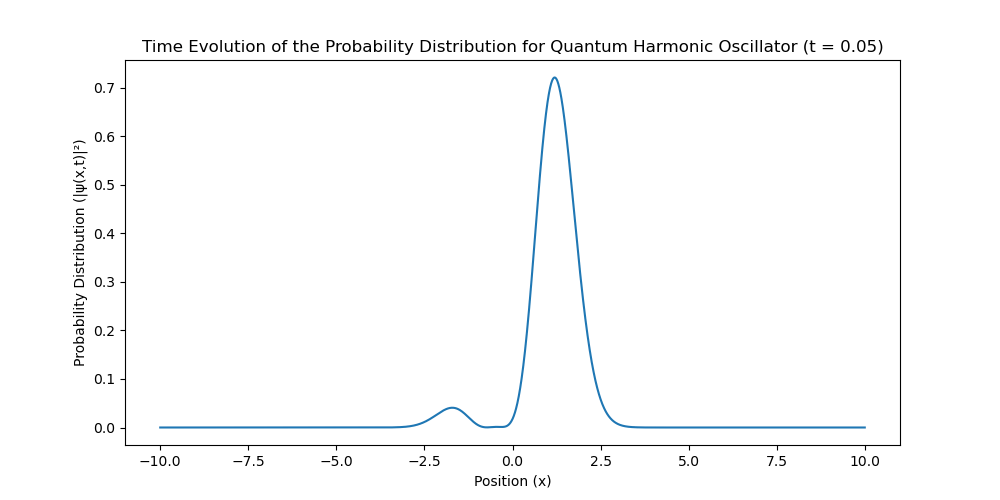 Time Evolution of the Probability Distribution for Quantum Harmonic Oscillator (t = 0.05)
Probability Distribution (|ψ(x,t)|²)
0.7
0.6
0.5
0.4
0.3
0.2
0.1
0.0
−10.0 −7.5 −5.0 −2.5 0.0 2.5 5.0 7.5 10.0
Position (x)